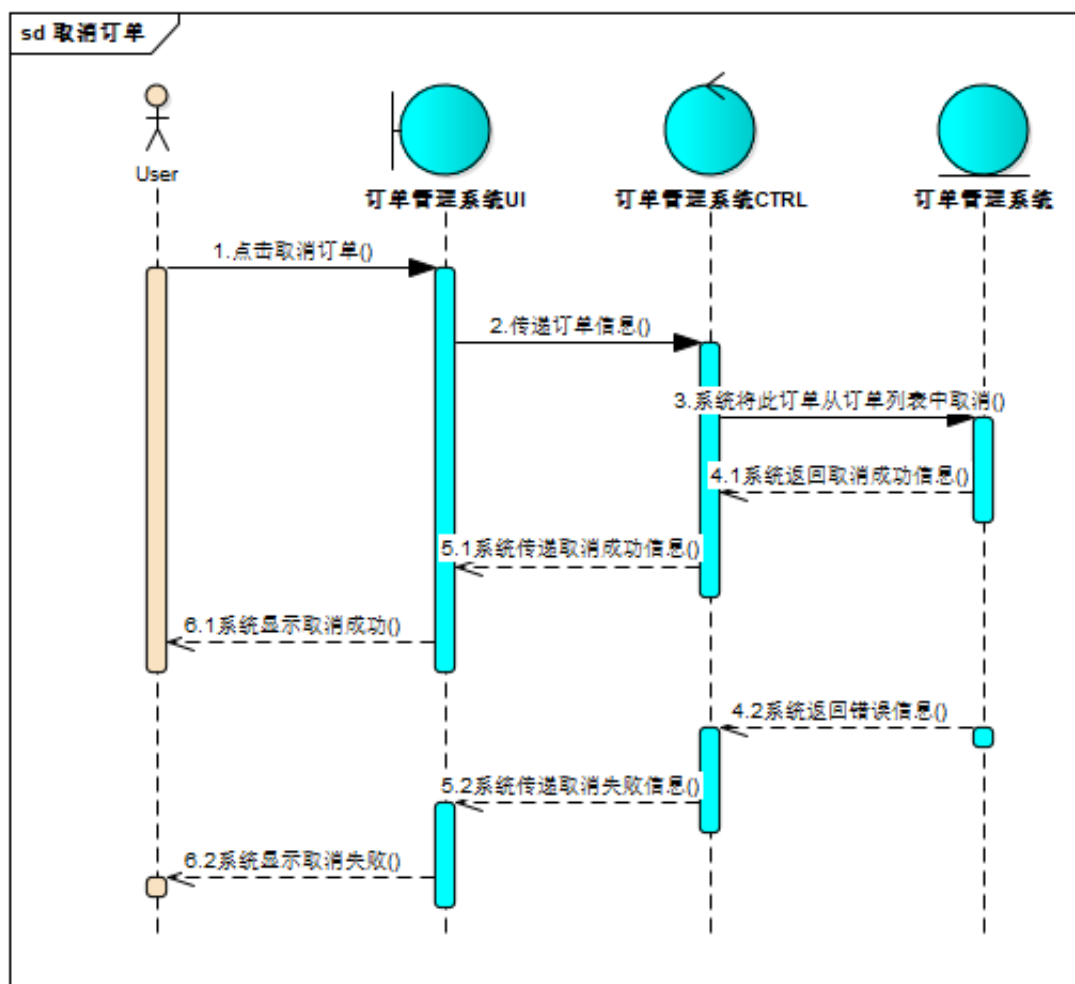 sd 取消订单
User
订单管理系统UI
订单管理系统CTRL
订单管理系统
1.点击取消订单()
2.传递订单信息()
3.系统将此订单从订单列表中取消()
4.1系统返回取消成功信息()
5.1系统传递取消成功信息()
6.1系统显示取消成功()
4.2系统返回错误信息()
5.2系统传递取消失败信息()
6.2系统显示取消失败()